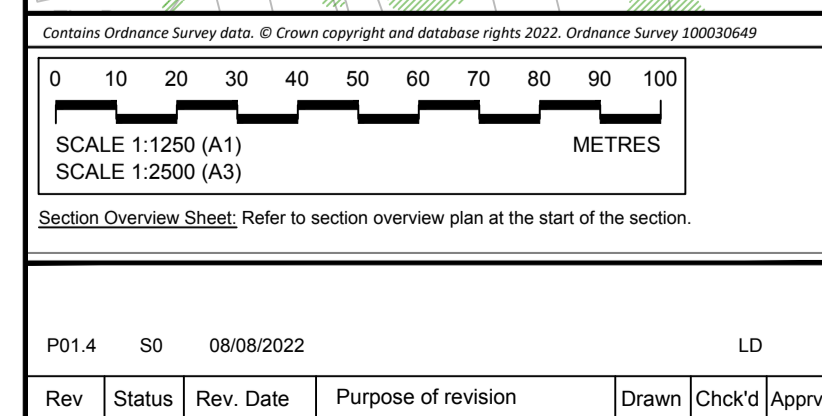 Contains Ordnance Survey data. © Crown copyright and database rights 2022. Ordnance Survey 100030649
0 10 20 30 40 50 60 70 80 90 100
SCALE 1:1250 (A1) METRES
SCALE 1:2500 (A3)
Section Overview Sheet: Refer to section overview plan at the start of the section.
P01.4 S0 08/08/2022 LD
Rev Status Rev. Date Purpose of revision Drawn Chck'd Apprv